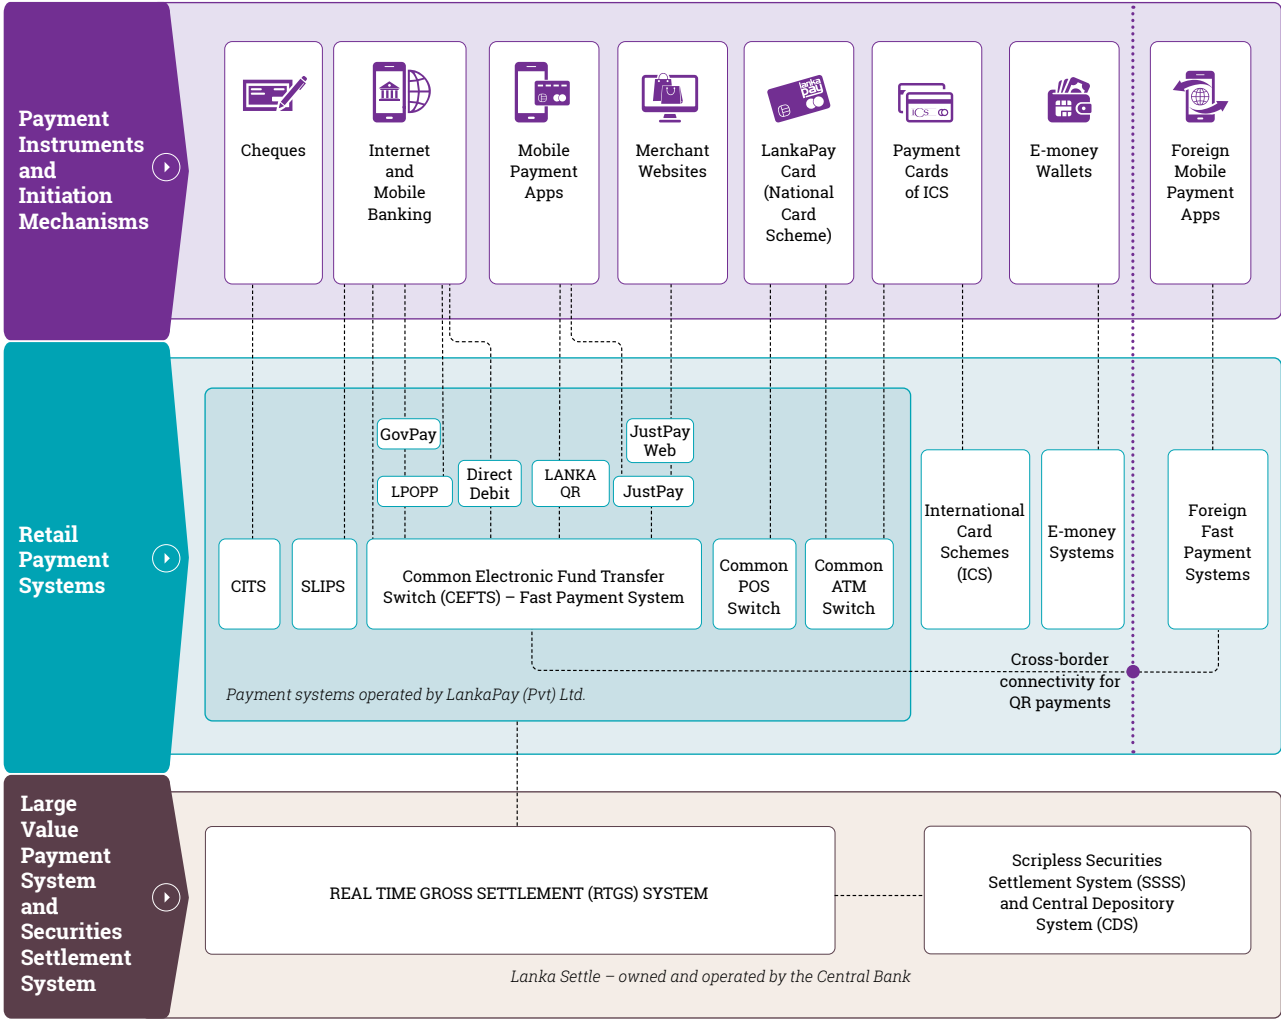 Payment
Instruments
and
Initiation
Mechanisms
Cheques
Internet
and
Mobile
Banking
Mobile
Payment
Apps
Merchant
Websites
lanka
pay
LankaPay
Card
(National
Card
Scheme)
ICS
Payment
Cards
of ICS
E-money
Wallets
Foreign
Mobile
Payment
Apps
Retail
Payment
Systems
GovPay
LPOPP
Direct
Debit
LANKA
QR
JustPay
Web
JustPay
CITS
SLIPS
Common Electronic Fund Transfer
Switch (CEFTS) – Fast Payment System
Common
POS
Switch
Common
ATM
Switch
International
Card
Schemes
(ICS)
E-money
Systems
Foreign
Fast
Payment
Systems
Cross-border
connectivity for
QR payments
Payment systems operated by LankaPay (Pvt) Ltd.
Large
Value
Payment
System
and
Securities
Settlement
System
REAL TIME GROSS SETTLEMENT (RTGS) SYSTEM
Scripless Securities
Settlement System (SSSS)
and Central Depository
System (CDS)
Lanka Settle – owned and operated by the Central Bank